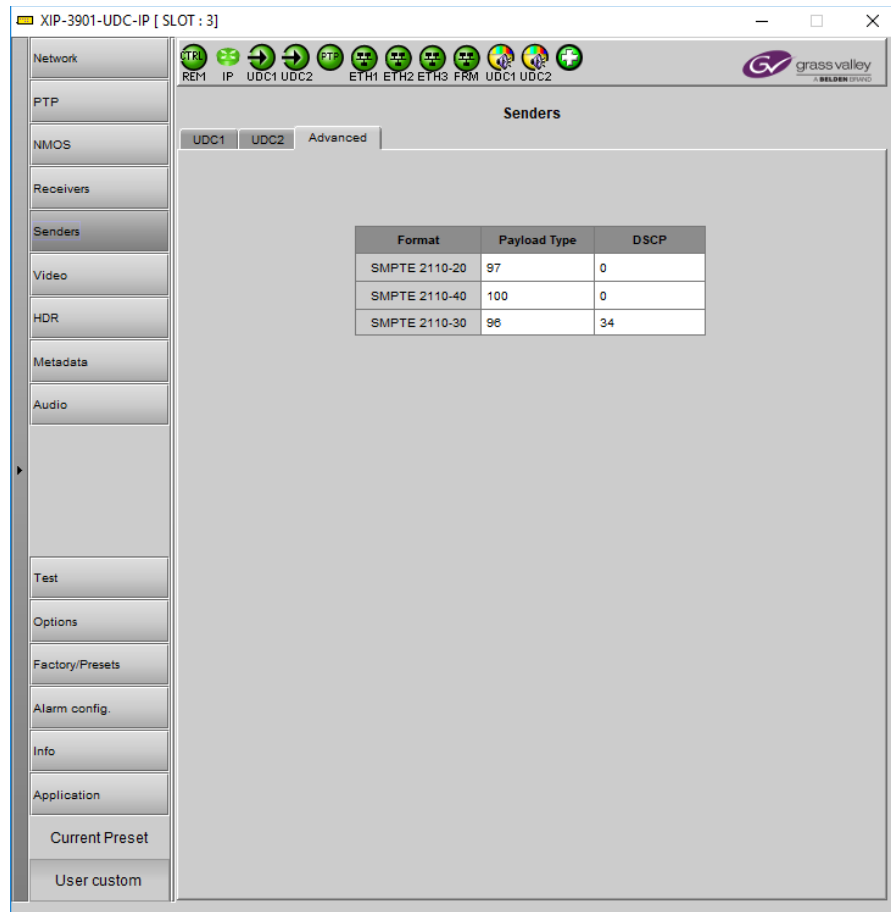 XIP-3901-UDC-IP [ SLOT : 3]
Network
PTP
NMOS
Receivers
Senders
Video
HDR
Metadata
Audio
Test
Options
Factory/Presets
Alarm config.
Info
Application
Current Preset
User custom
CTRL PTP
REM IP UDC1 UDC2 ETH1 ETH2 ETH3 FRM UDC1 UDC2
GV grass valley
A BELDEN BRAND
Senders
UDC1 UDC2 Advanced
Format Payload Type DSCP
SMPTE 2110-20 97 0
SMPTE 2110-40 100 0
SMPTE 2110-30 96 34